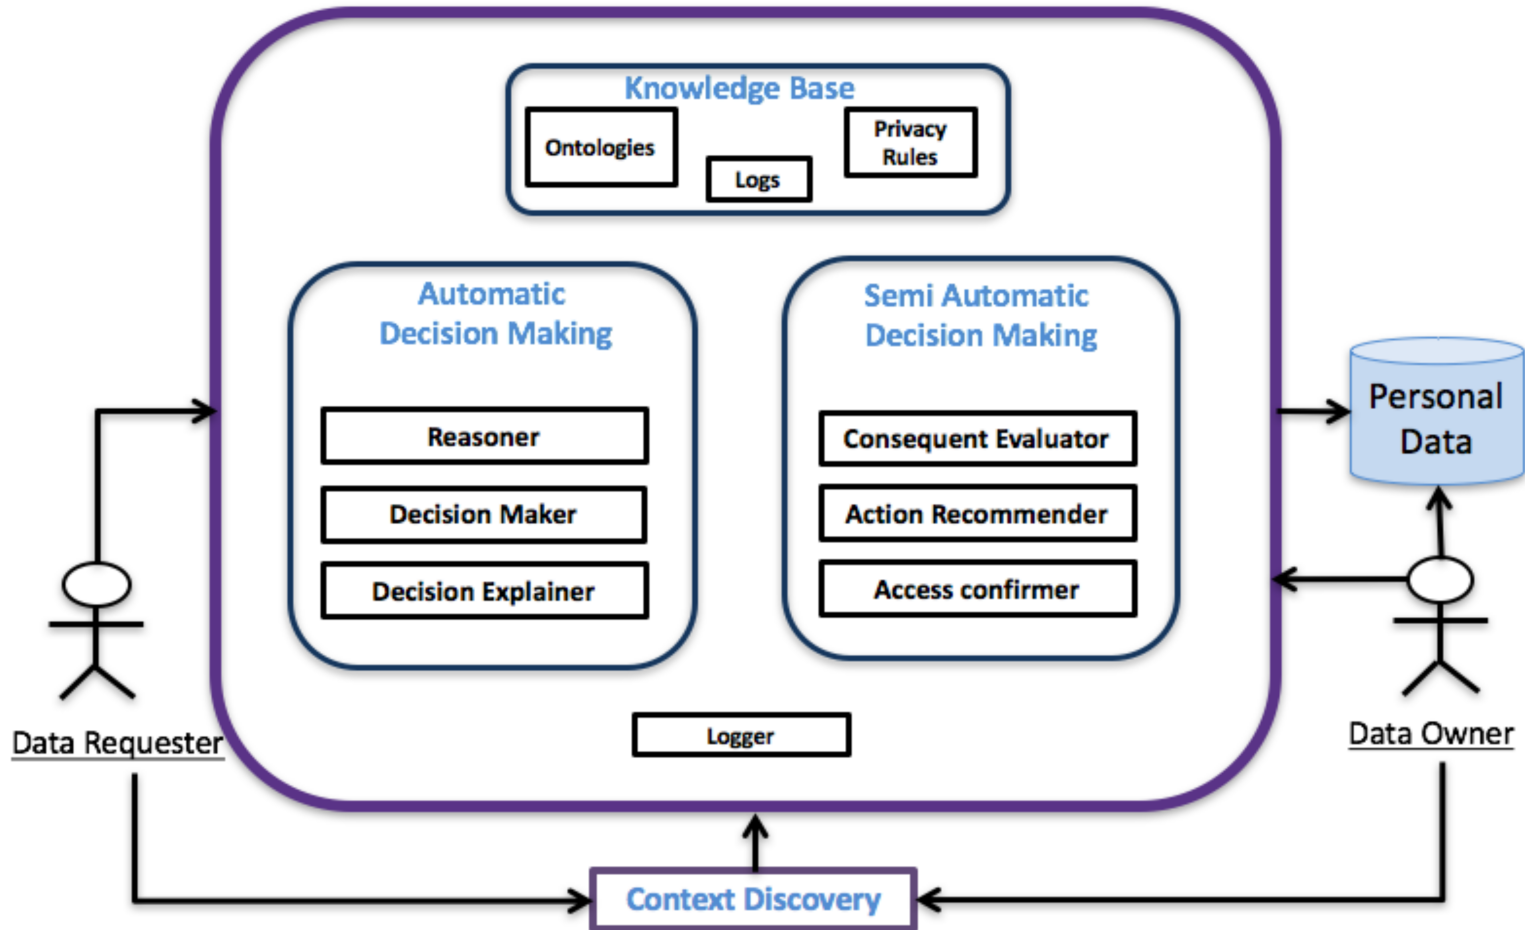 Knowledge Base
Ontologies
Logs
Privacy
Rules
Automatic
Decision Making
Reasoner
Decision Maker
Decision Explainer
Semi Automatic
Decision Making
Consequent Evaluator
Action Recommender
Access confirmer
Personal
Data
Data Requester
Logger
Data Owner
Context Discovery